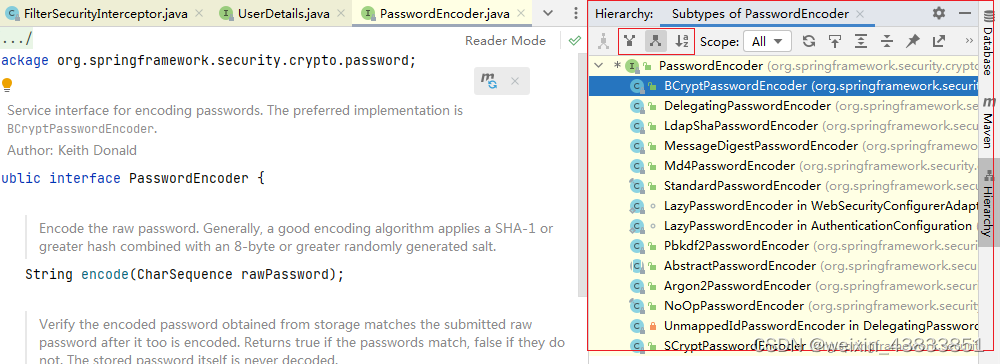 FilterSecurityInterceptor.java
UserDetails.java
PasswordEncoder.java
.../
Reader Mode
ackage org.springframework.security.crypto.password;
Service interface for encoding passwords. The preferred implementation is
BCryptPasswordEncoder.
Author: Keith Donald
ublic interface PasswordEncoder {
Encode the raw password. Generally, a good encoding algorithm applies a SHA-1 or
greater hash combined with an 8-byte or greater randomly generated salt.
String encode(CharSequence rawPassword);
Verify the encoded password obtained from storage matches the submitted raw
password after it too is encoded. Returns true if the passwords match, false if they do
not. The stored password itself is never decoded.
Hierarchy: Subtypes of PasswordEncoder
Scope: All
* PasswordEncoder (org.springframework.security.crypto
BCryptPasswordEncoder (org.springframework.securit
DelegatingPasswordEncoder (org.springframework.se
LdapShaPasswordEncoder (org.springframework.secu
MessageDigestPasswordEncoder (org.springframewor
Md4PasswordEncoder (org.springframework.security.
StandardPasswordEncoder (org.springframework.secu
LazyPasswordEncoder in WebSecurityConfigurerAdapt
LazyPasswordEncoder in AuthenticationConfiguration
Pbkdf2PasswordEncoder (org.springframework.securi
AbstractPasswordEncoder (org.springframework.secu
Argon2PasswordEncoder (org.springframework.securi
NoOpPasswordEncoder (org.springframework.securit
UnmappedIdPasswordEncoder in DelegatingPassword
SCryptPasswordEncoder
Database
Maven
Hierarchy
CSDN @weixin_43833851